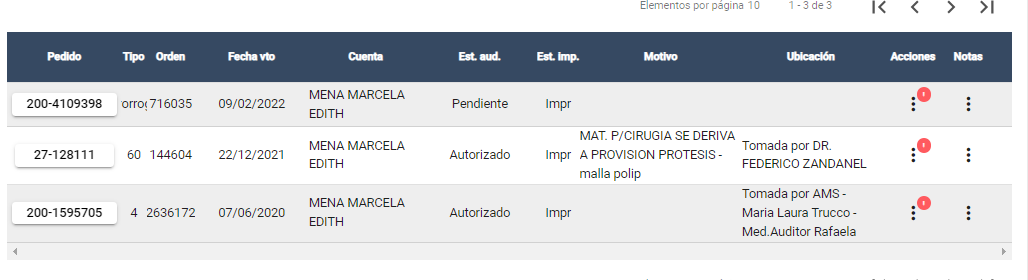 Elementos por página 10 1 - 3 de 3
Pedido Tipo Orden Fecha vto Cuenta Est. aud. Est. imp. Motivo Ubicación Acciones Notas
200-4109398 orrog 716035 09/02/2022 MENA MARCELA EDITH Pendiente Impr
27-128111 60 144604 22/12/2021 MENA MARCELA EDITH Autorizado Impr MAT. P/CIRUGIA SE DERIVA A PROVISION PROTESIS - malla polip Tomada por DR. FEDERICO ZANDANEL
200-1595705 4 2636172 07/06/2020 MENA MARCELA EDITH Autorizado Impr Tomada por AMS - Maria Laura Trucco - Med.Auditor Rafaela